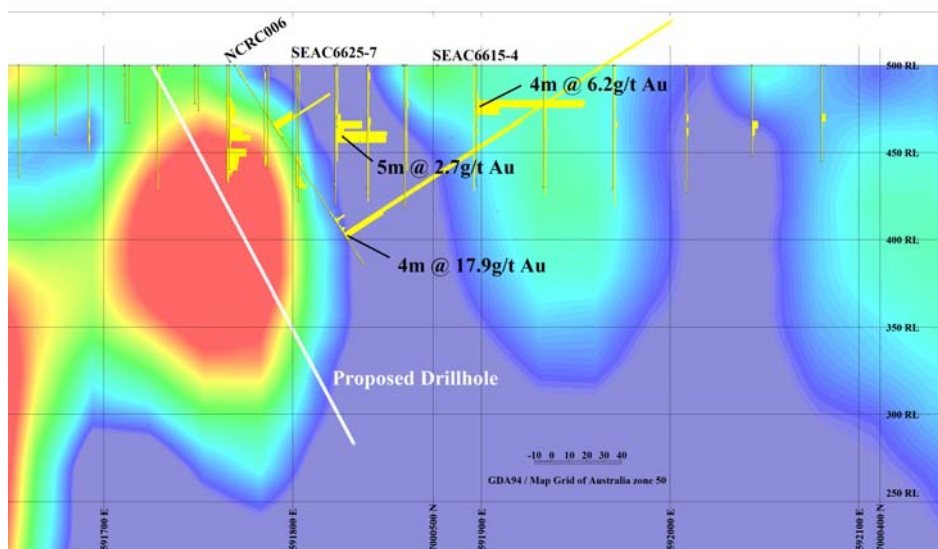 NCRC006
SEAC6625-7
SEAC6615-4
500 RL
4m @ 6.2g/t Au
450 RL
5m @ 2.7g/t Au
400 RL
4m @ 17.9g/t Au
350 RL
Proposed Drillhole
300 RL
-10 0 10 20 30 40
GDA94 / Map Grid of Australia zone 50
250 RL
591700 E
591800 E
7000500 N
591900 E
592000 E
592100 E
7000400 N